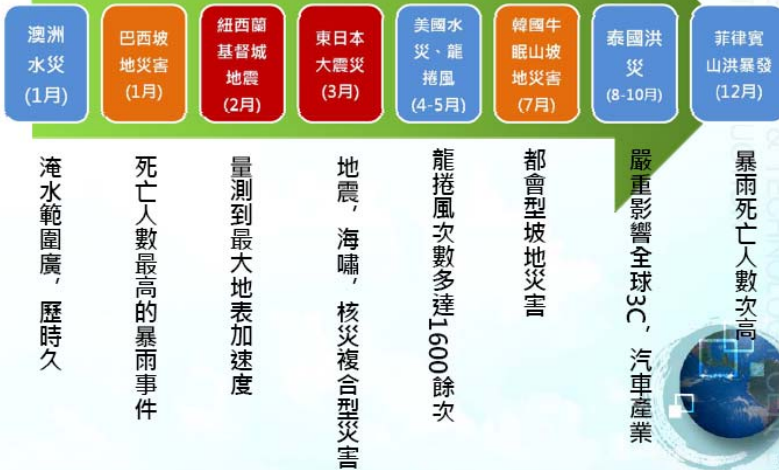 澳洲
水災
(1月)
巴西坡
地災害
(1月)
紐西蘭
基督城
地震
(2月)
東日本
大震災
(3月)
美國水
災、龍
捲風
(4-5月)
韓國牛
眠山坡
地災害
(7月)
泰國洪
災
(8-10月)
菲律賓
山洪暴發
(12月)
淹水範圍廣，歷時久
死亡人數最高的暴雨事件
量測到最大地表加速度
地震，海嘯，核災複合型災害
龍捲風次數多達1600餘次
都會型坡地災害
嚴重影響全球3C，汽車產業
暴雨死亡人數次高